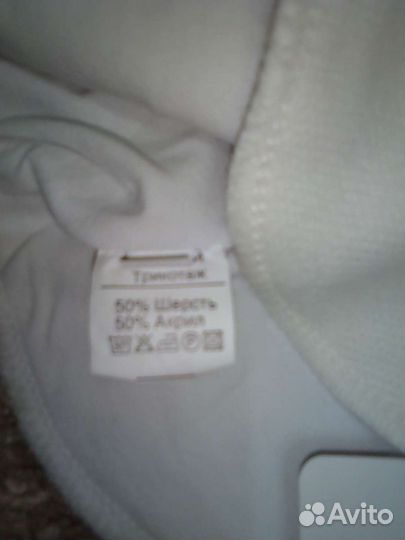 Трикотаж
50% Шерсть
50% Акрил
Avito